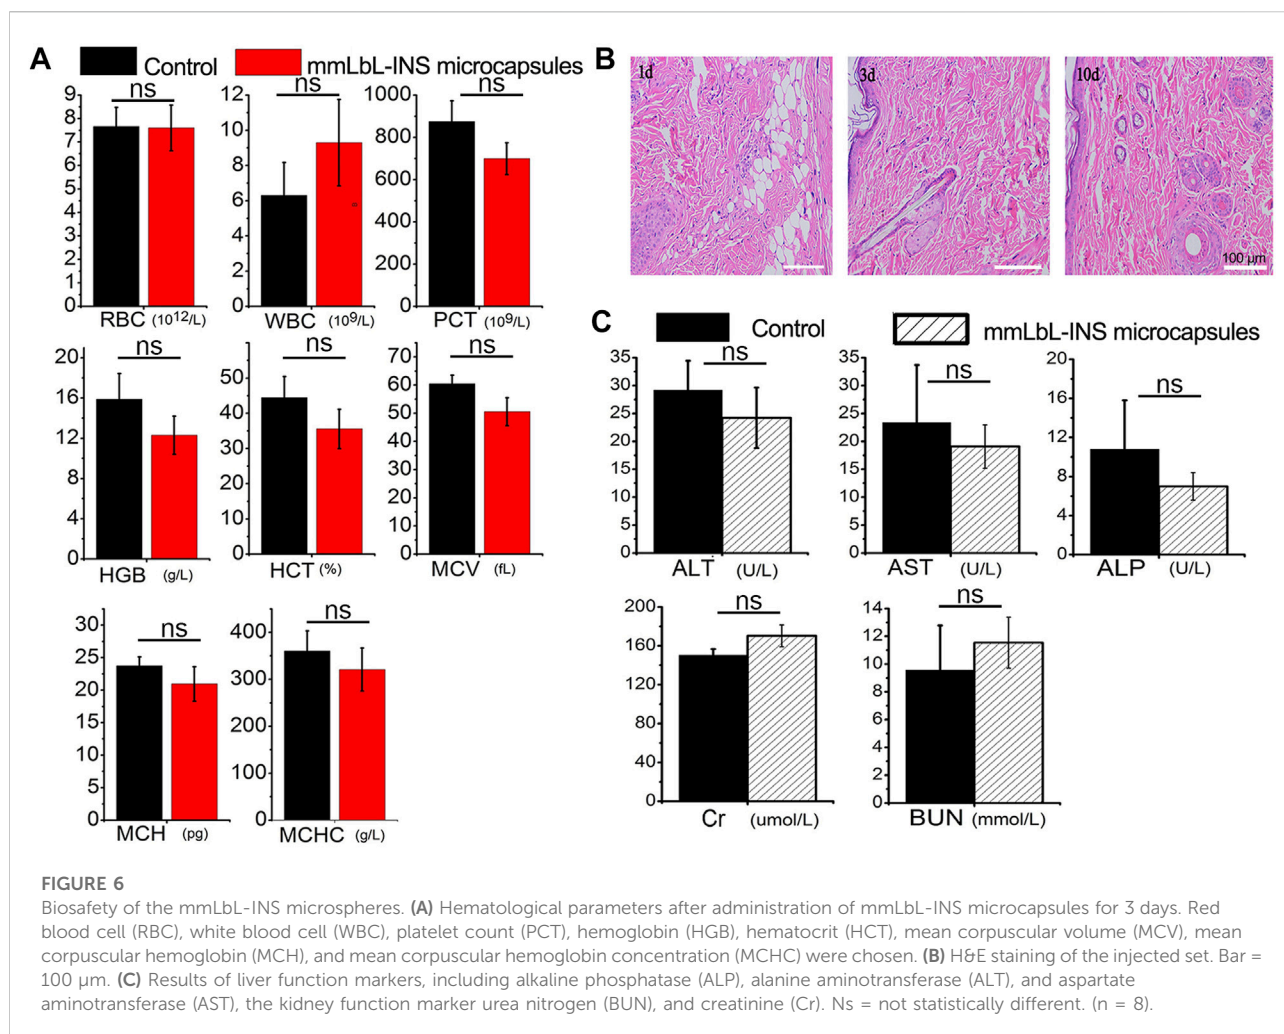 A
Control
mmLbL-INS microcapsules
ns
9
8
7
6
5
4
3
2
1
0
RBC (10¹²/L)
ns
12
10
8
6
4
2
0
WBC (10⁹/L)
ns
1000
800
600
400
200
0
PCT (10⁹/L)
ns
20
16
12
8
4
0
HGB (g/L)
ns
50
40
30
20
10
0
HCT (%)
ns
70
60
50
40
30
20
10
0
MCV (fL)
ns
30
25
20
15
10
5
0
MCH (pg)
ns
400
300
200
100
0
MCHC (g/L)
B
1d
3d
10d
100 µm
C
Control
mmLbL-INS microcapsules
ns
35
30
25
20
15
10
5
0
ALT (U/L)
ns
35
30
25
20
15
10
5
0
AST (U/L)
ns
20
16
12
8
4
0
ALP (U/L)
ns
200
160
120
80
40
0
Cr (umol/L)
ns
14
12
10
8
6
4
2
0
BUN (mmol/L)
FIGURE 6
Biosafety of the mmLbL-INS microspheres. (A) Hematological parameters after administration of mmLbL-INS microcapsules for 3 days. Red
blood cell (RBC), white blood cell (WBC), platelet count (PCT), hemoglobin (HGB), hematocrit (HCT), mean corpuscular volume (MCV), mean
corpuscular hemoglobin (MCH), and mean corpuscular hemoglobin concentration (MCHC) were chosen. (B) H&E staining of the injected set. Bar =
100 µm. (C) Results of liver function markers, including alkaline phosphatase (ALP), alanine aminotransferase (ALT), and aspartate
aminotransferase (AST), the kidney function marker urea nitrogen (BUN), and creatinine (Cr). Ns = not statistically different. (n = 8).